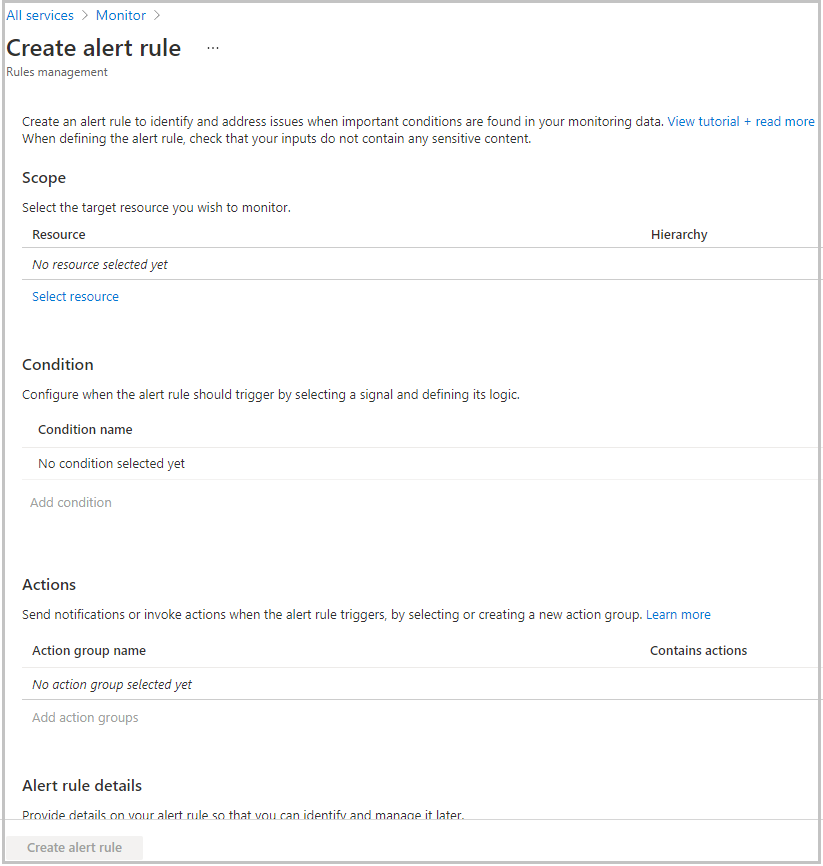 All services > Monitor >
Create alert rule ...
Rules management
Create an alert rule to identify and address issues when important conditions are found in your monitoring data. View tutorial + read more
When defining the alert rule, check that your inputs do not contain any sensitive content.
Scope
Select the target resource you wish to monitor.
Resource Hierarchy
No resource selected yet
Select resource
Condition
Configure when the alert rule should trigger by selecting a signal and defining its logic.
Condition name
No condition selected yet
Add condition
Actions
Send notifications or invoke actions when the alert rule triggers, by selecting or creating a new action group. Learn more
Action group name Contains actions
No action group selected yet
Add action groups
Alert rule details
Provide details on your alert rule so that you can identify and manage it later.
Create alert rule